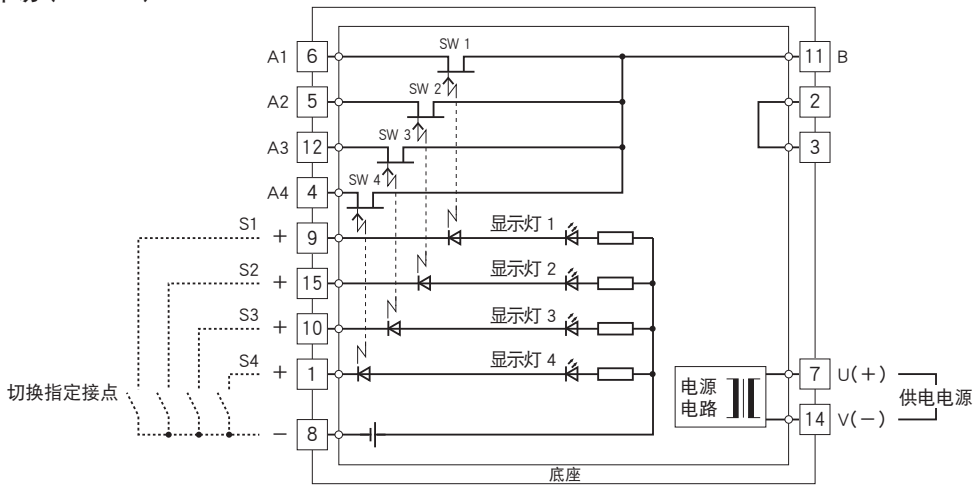 SW 1
A1 6 11 B
SW 2
A2 5 2
SW 3
A3 12 3
SW 4
A4 4
S1 + 9 显示灯 1
S2 + 15 显示灯 2
S3 + 10 显示灯 3
S4 + 1 显示灯 4
切换指定接点
− 8
电源
电路
7 U(+)
供电电源
14 V(−)
底座